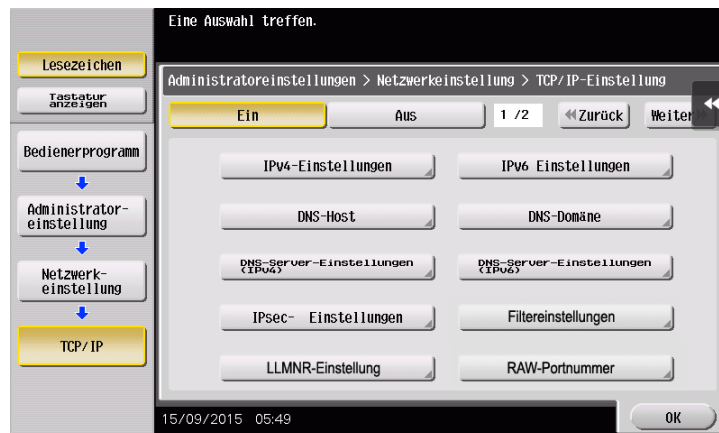 Eine Auswahl treffen.
Lesezeichen
Tastatur
anzeigen
Bedienerprogramm
Administrator-
einstellung
Netzwerk-
einstellung
TCP/IP
Administratoreinstellungen > Netzwerkeinstellung > TCP/IP-Einstellung
Ein Aus 1 /2 Zurück Weiter
IPv4-Einstellungen IPv6 Einstellungen
DNS-Host DNS-Domäne
DNS-Server-Einstellungen
(IPv4)
DNS-Server-Einstellungen
(IPv6)
IPsec- Einstellungen Filtereinstellungen
LLMNR-Einstellung RAW-Portnummer
15/09/2015 05:49 OK